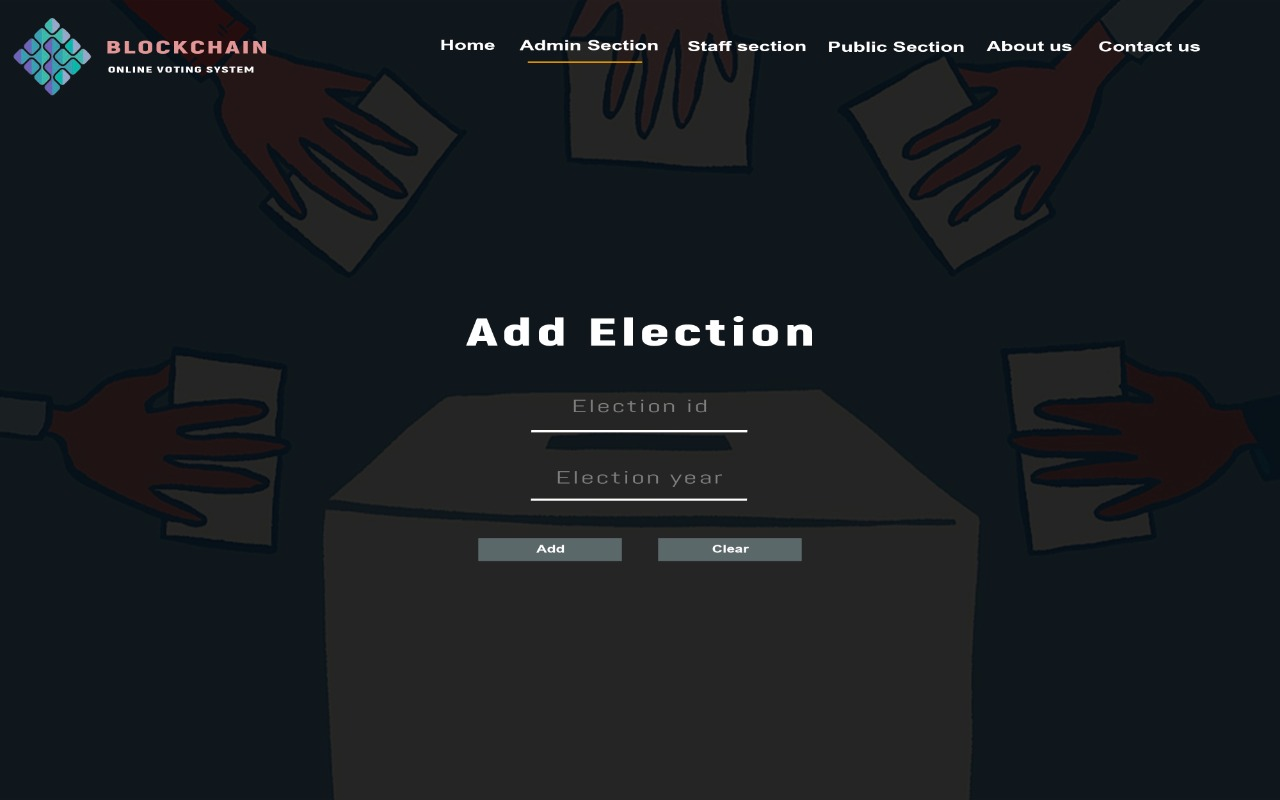 BLOCKCHAIN
ONLINE VOTING SYSTEM
Home Admin Section Staff section Public Section About us Contact us
Add Election
Election id
Election year
Add Clear